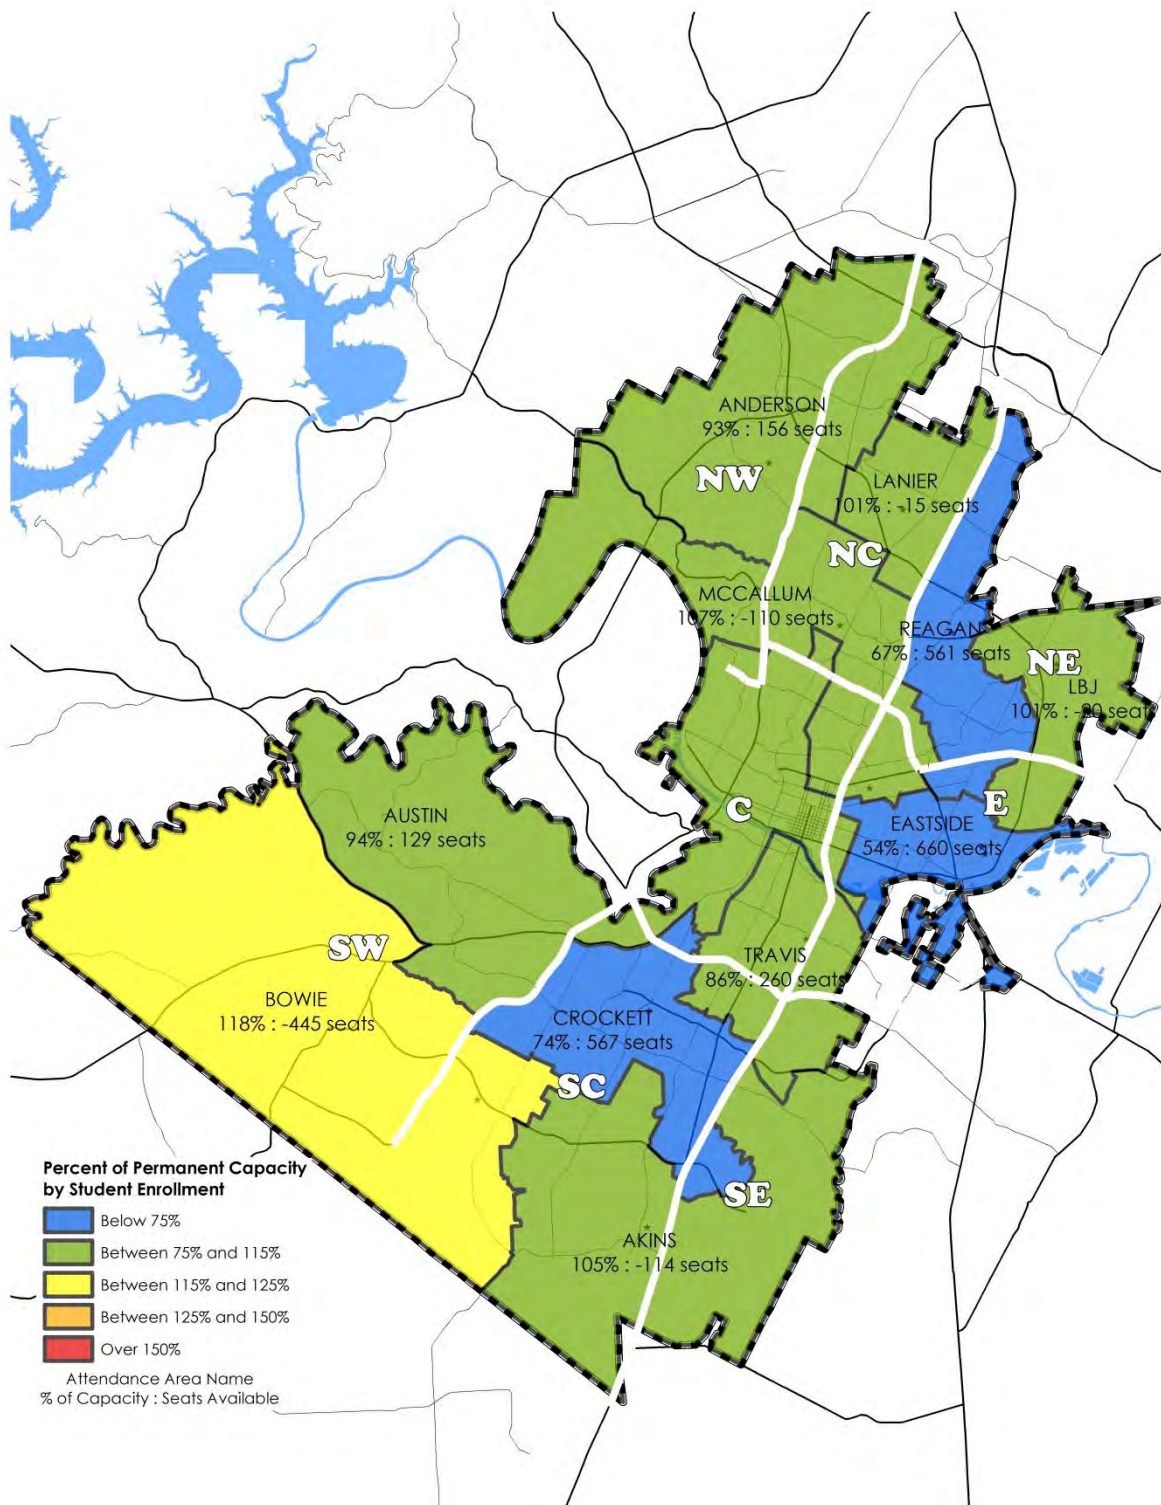 ANDERSON
93% : 156 seats
NW
LANIER
101% : -15 seats
NC
MCCALLUM
107% : -110 seats
REAGAN
67% : 561 seats
NE
LBJ
101% : -20 seats
AUSTIN
94% : 129 seats
C
E
EASTSIDE
54% : 660 seats
SW
TRAVIS
86% : 260 seats
BOWIE
118% : -445 seats
CROCKETT
74% : 567 seats
SC
SE
AKINS
105% : -114 seats
Percent of Permanent Capacity
by Student Enrollment
Below 75%
Between 75% and 115%
Between 115% and 125%
Between 125% and 150%
Over 150%
Attendance Area Name
% of Capacity : Seats Available